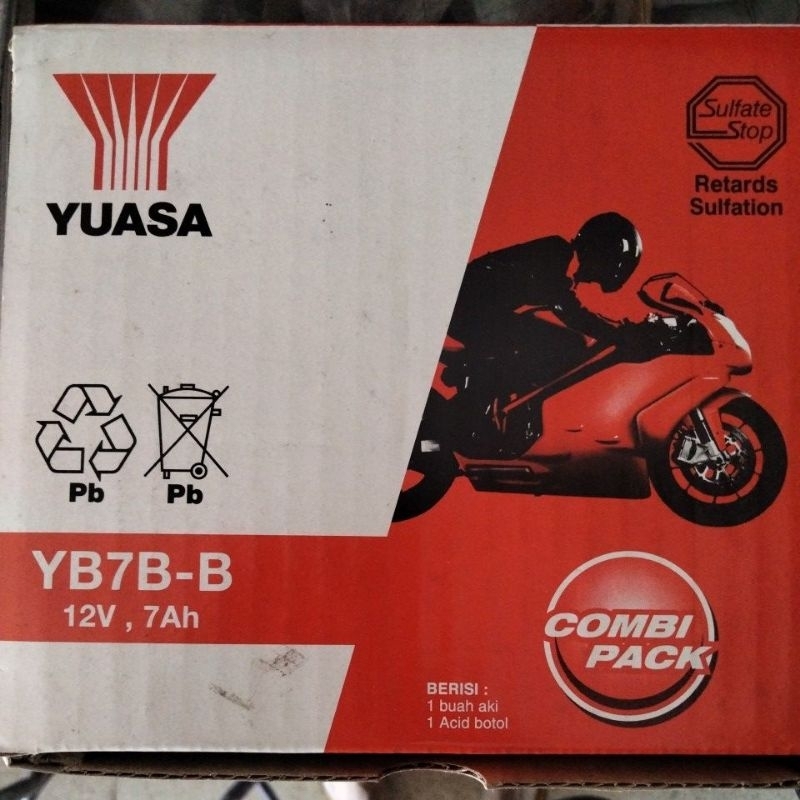 YUASA
Sulfate
Stop
Retards
Sulfation
Pb
Pb
YB7B-B
12V , 7Ah
COMBI
PACK
BERISI :
1 buah aki
1 Acid botol